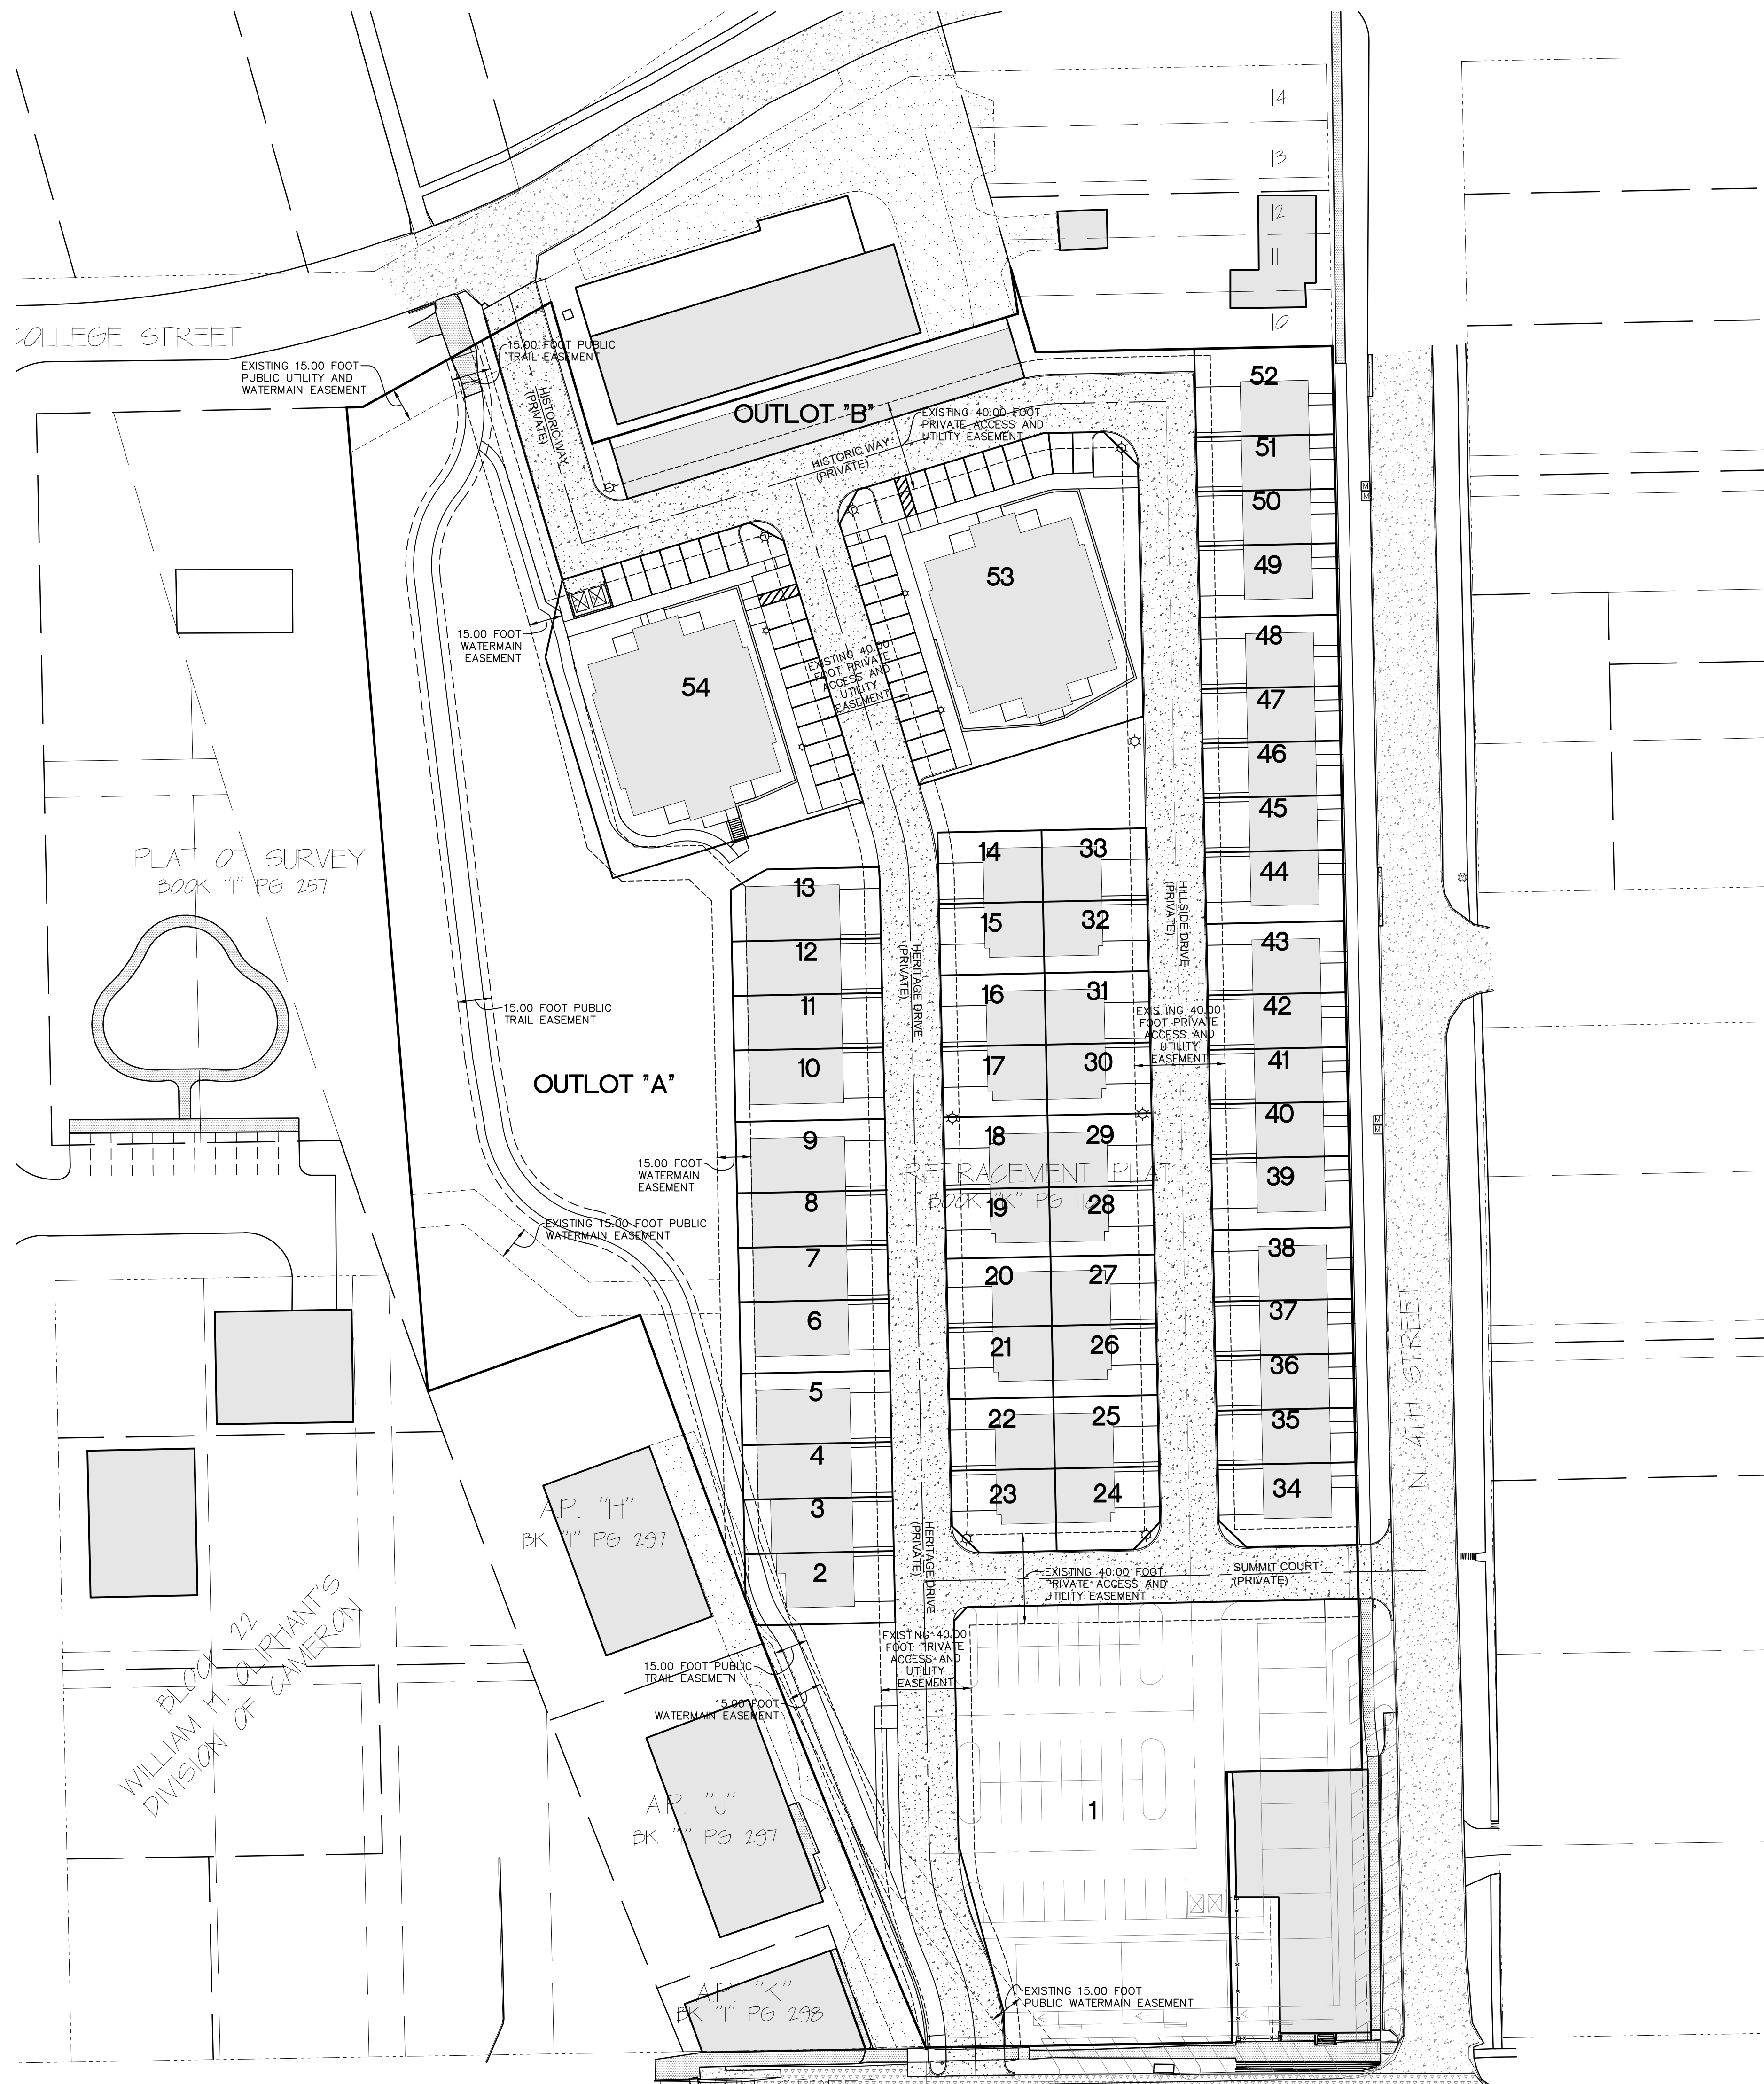 14
13
12
11
10
COLLEGE STREET
EXISTING 15.00 FOOT
PUBLIC UTILITY AND
WATERMAIN EASEMENT
15.00 FOOT PUBLIC
TRAIL EASEMENT
HISTORIC WAY
(PRIVATE)
OUTLOT "B"
EXISTING 40.00 FOOT
PRIVATE ACCESS AND
UTILITY EASEMENT
HISTORIC WAY
(PRIVATE)
52
51
50
49
53
54
15.00 FOOT
WATERMAIN
EASEMENT
EXISTING 40.00
FOOT PRIVATE
ACCESS AND
UTILITY
EASEMENT
48
47
46
45
44
PLAT OF SURVEY
BOOK "I" PG 257
13
12
11
10
14
33
15
32
16
31
17
30
HERITAGE DRIVE
(PRIVATE)
HILLSIDE DRIVE
(PRIVATE)
43
42
41
40
39
15.00 FOOT PUBLIC
TRAIL EASEMENT
EXISTING 40.00
FOOT PRIVATE
ACCESS AND
UTILITY
EASEMENT
OUTLOT "A"
15.00 FOOT
WATERMAIN
EASEMENT
9
8
7
6
18
29
RETRACEMENT PLAT
BOOK "K" PG
19
28
EXISTING 15.00 FOOT PUBLIC
WATERMAIN EASEMENT
20
27
21
26
38
37
36
35
34
N. 4TH STREET
M
M
M
M
5
4
3
2
22
25
23
24
A.P. "H"
BK "I" PG 297
HERITAGE DRIVE
(PRIVATE)
EXISTING 40.00 FOOT
PRIVATE ACCESS AND
UTILITY EASEMENT
SUMMIT COURT
(PRIVATE)
BLOCK 22
WILLIAM H. OLIPHANT'S
DIVISION OF CAMERON
EXISTING 40.00
FOOT PRIVATE
ACCESS AND
UTILITY
EASEMENT
15.00 FOOT PUBLIC
TRAIL EASEMETN
15.00 FOOT
WATERMAIN EASEMENT
A.P. "J"
BK "I" PG 297
1
A.P. "K"
BK "I" PG 298
EXISTING 15.00 FOOT
PUBLIC WATERMAIN EASEMENT